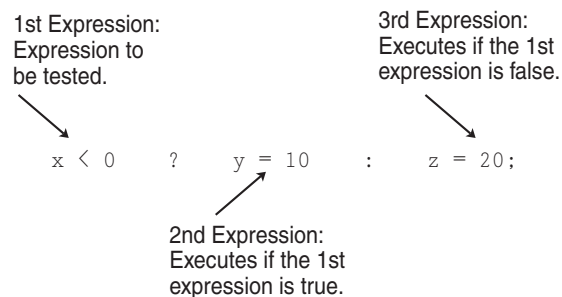 1st Expression:
Expression to
be tested.
3rd Expression:
Executes if the 1st
expression is false.
x < 0 ? y = 10 : z = 20;
2nd Expression:
Executes if the 1st
expression is true.